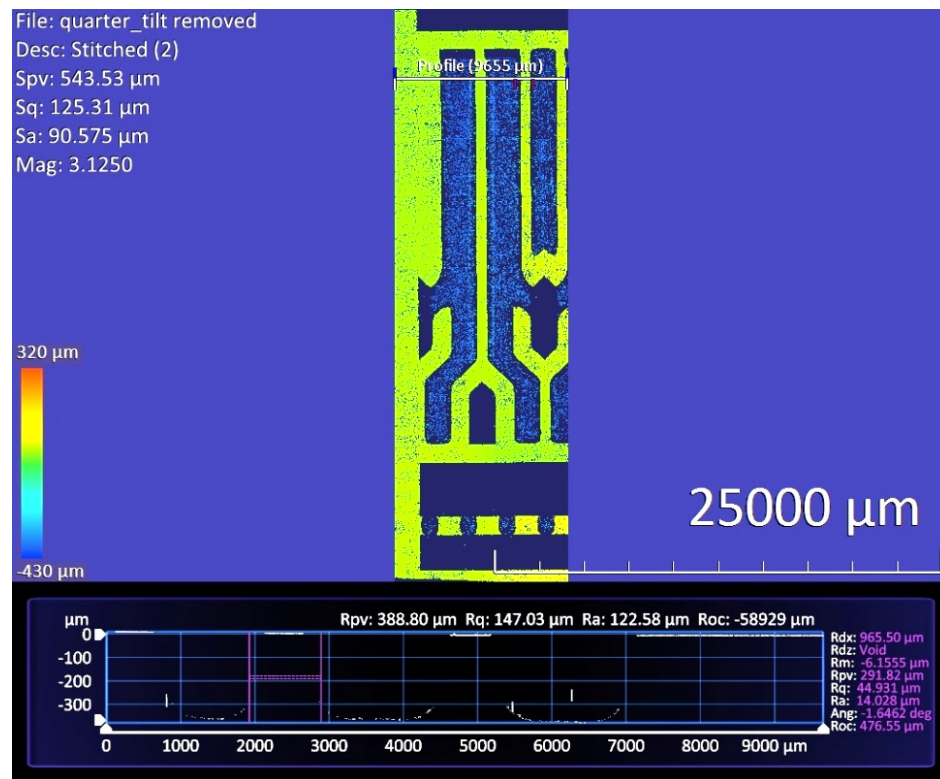 File: quarter_tilt removed
Desc: Stitched (2)
Spv: 543.53 µm
Sq: 125.31 µm
Sa: 90.575 µm
Mag: 3.1250
Profile (9655 µm)
320 µm
-430 µm
25000 µm
µm
Rpv: 388.80 µm Rq: 147.03 µm Ra: 122.58 µm Roc: -58929 µm
0
-100
-200
-300
0 1000 2000 3000 4000 5000 6000 7000 8000 9000 µm
Rdx: 965.50 µm
Rdz: Void
Rm: -6.1555 µm
Rpv: 291.82 µm
Rq: 44.931 µm
Ra: 14.028 µm
Ang: -1.6462 deg
Roc: 476.55 µm